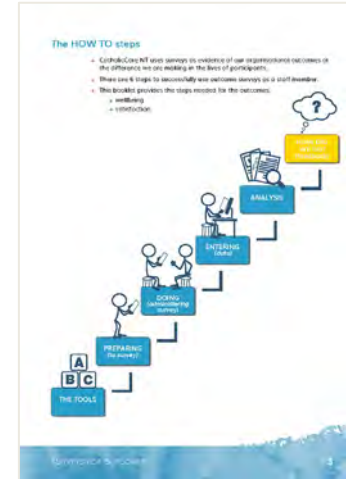 The HOW TO steps
CatholicCare NT uses surveys as evidence of our organisational outcomes or
the difference we are making in the lives of participants.
There are 6 steps to successfully use outcome surveys as a staff member.
This booklet provides the steps needed for the outcomes:
wellbeing
satisfaction
?
ANALYSIS
ENTERING
(data)
DOING
(administering
survey)
PREPARING
(to survey)
A
B C
THE TOOLS